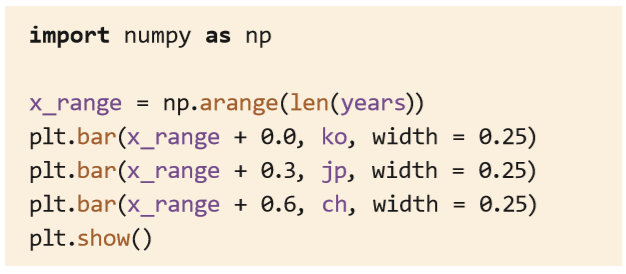 import numpy as np
x_range = np.arange(len(years))
plt.bar(x_range + 0.0, ko, width = 0.25)
plt.bar(x_range + 0.3, jp, width = 0.25)
plt.bar(x_range + 0.6, ch, width = 0.25)
plt.show()